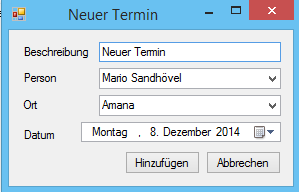 Neuer Termin
Beschreibung Neuer Termin
Person Mario Sandhövel
Ort Amana
Datum Montag , 8. Dezember 2014
Hinzufügen Abbrechen